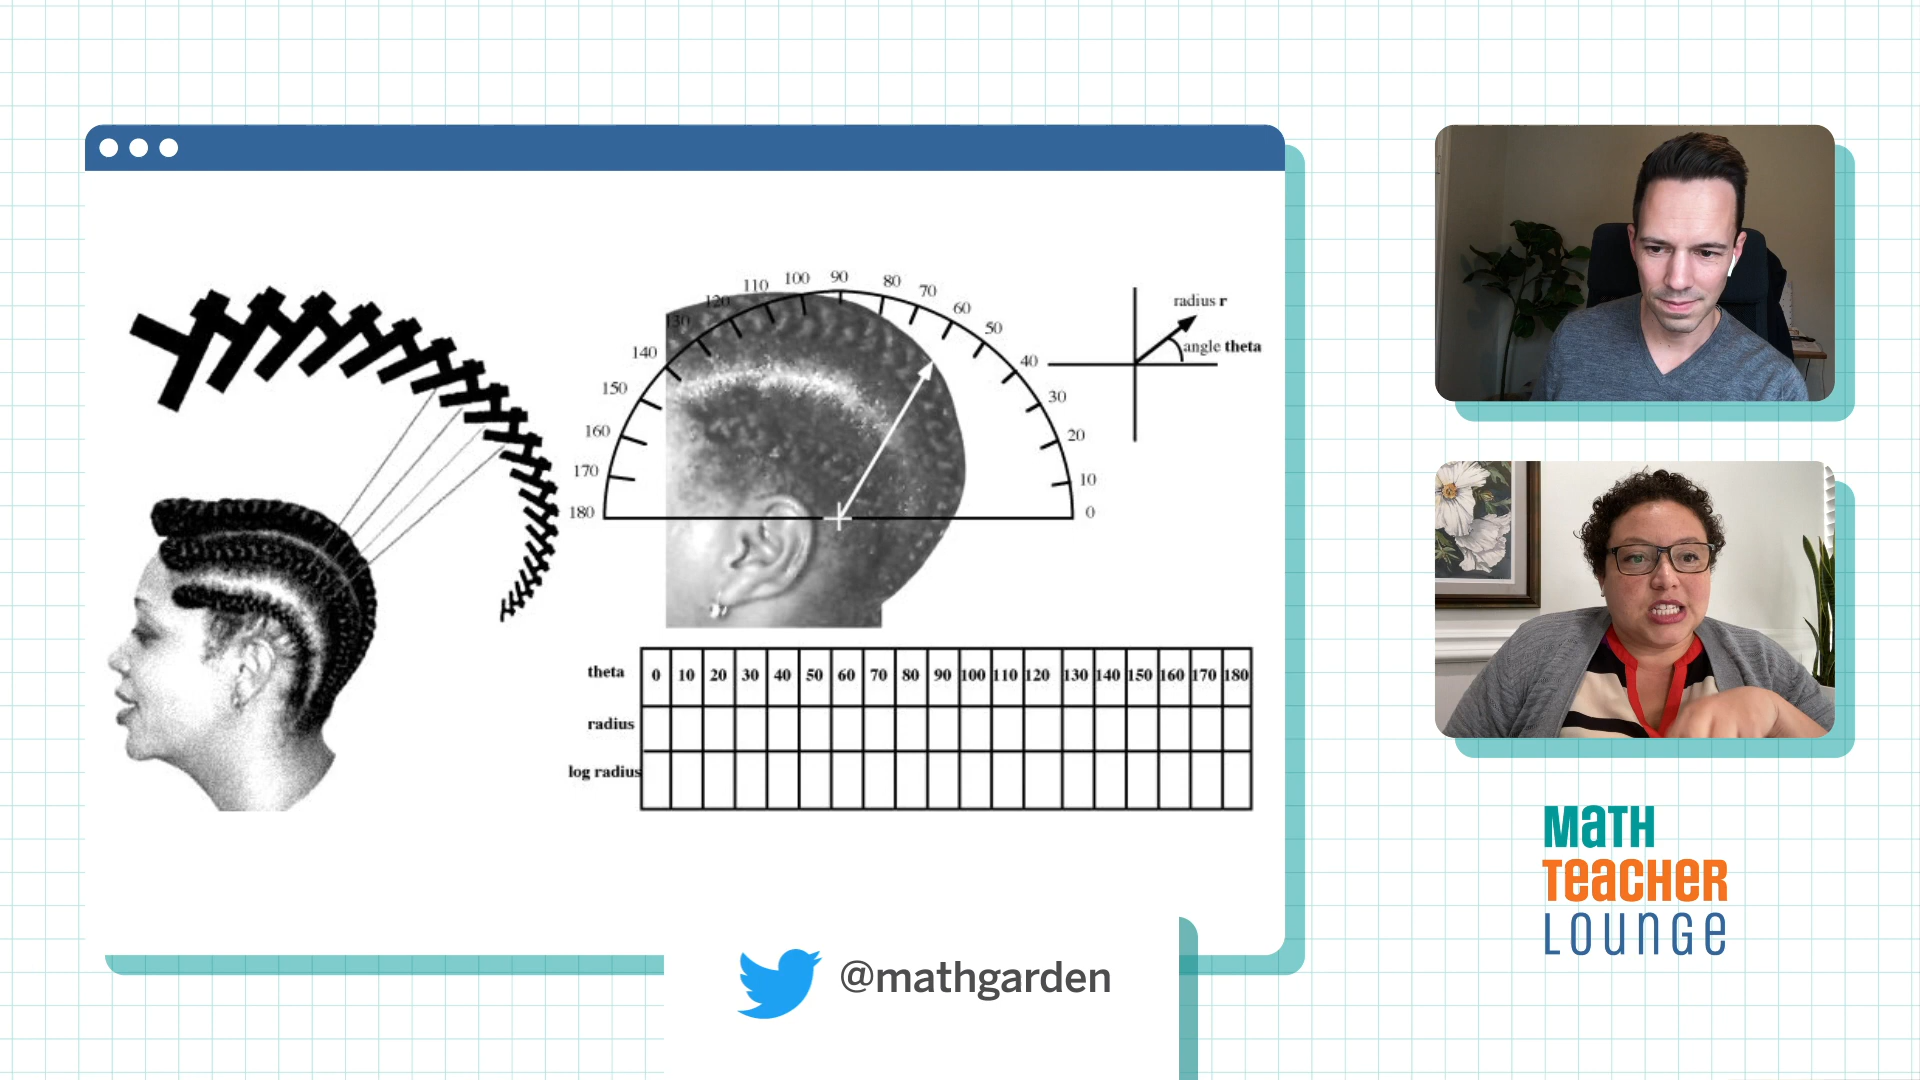 180
170
160
150
140
130
120
110
100
90
80
70
60
50
40
30
20
10
0
radius r
angle theta
theta 0 10 20 30 40 50 60 70 80 90 100 110 120 130 140 150 160 170 180
radius
log radius
@mathgarden
MaTH
TeacHeR
LOUNGe